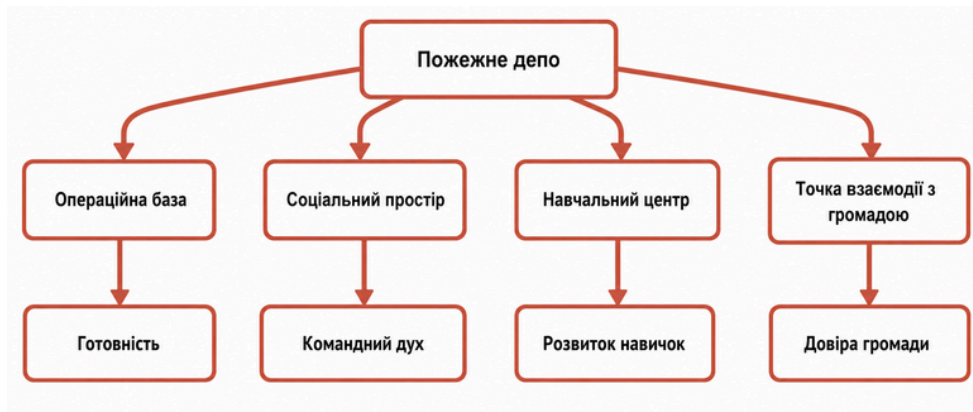 Пожежне депо
Операційна база
Соціальний простір
Навчальний центр
Точка взаємодії з
громадою
Готовність
Командний дух
Розвиток навичок
Довіра громади